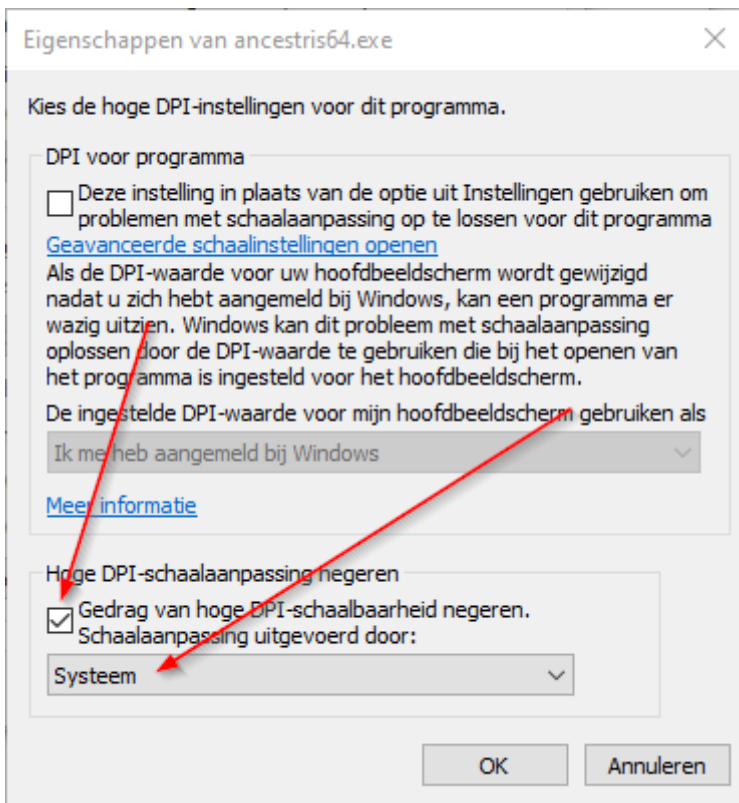 Eigenschappen van ancestris64.exe
Kies de hoge DPI-instellingen voor dit programma.
DPI voor programma
Deze instelling in plaats van de optie uit Instellingen gebruiken om
problemen met schaalaanpassing op te lossen voor dit programma
Geavanceerde schaalinstellingen openen
Als de DPI-waarde voor uw hoofdbeeldscherm wordt gewijzigd
nadat u zich hebt aangemeld bij Windows, kan een programma er
wazig uitzien. Windows kan dit probleem met schaalaanpassing
oplossen door de DPI-waarde te gebruiken die bij het openen van
het programma is ingesteld voor het hoofdbeeldscherm.
De ingestelde DPI-waarde voor mijn hoofdbeeldscherm gebruiken als
Ik me heb aangemeld bij Windows
Meer informatie
Hoge DPI-schaalaanpassing negeren
Gedrag van hoge DPI-schaalbaarheid negeren.
Schaalaanpassing uitgevoerd door:
Systeem
OK
Annuleren